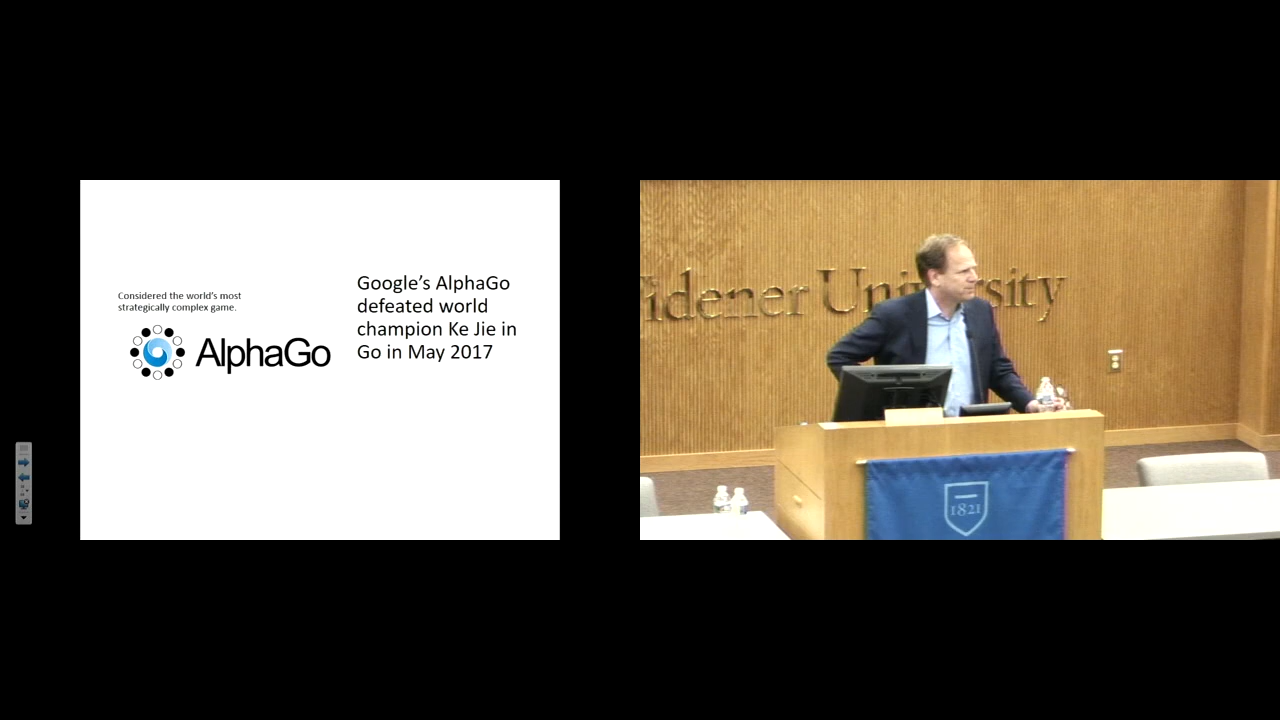 Considered the world's most
strategically complex game.
AlphaGo
Google's AlphaGo
defeated world
champion Ke Jie in
Go in May 2017
idener University
1821